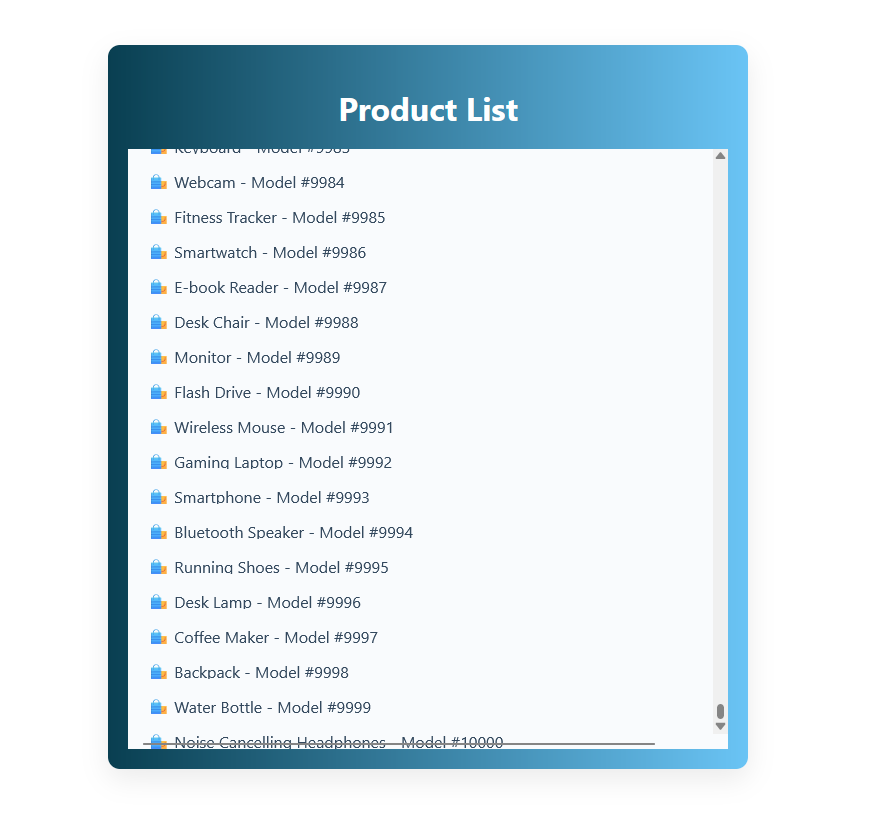 Product List
Keyboard - Model #9983
Webcam - Model #9984
Fitness Tracker - Model #9985
Smartwatch - Model #9986
E-book Reader - Model #9987
Desk Chair - Model #9988
Monitor - Model #9989
Flash Drive - Model #9990
Wireless Mouse - Model #9991
Gaming Laptop - Model #9992
Smartphone - Model #9993
Bluetooth Speaker - Model #9994
Running Shoes - Model #9995
Desk Lamp - Model #9996
Coffee Maker - Model #9997
Backpack - Model #9998
Water Bottle - Model #9999
Noise Cancelling Headphones - Model #10000